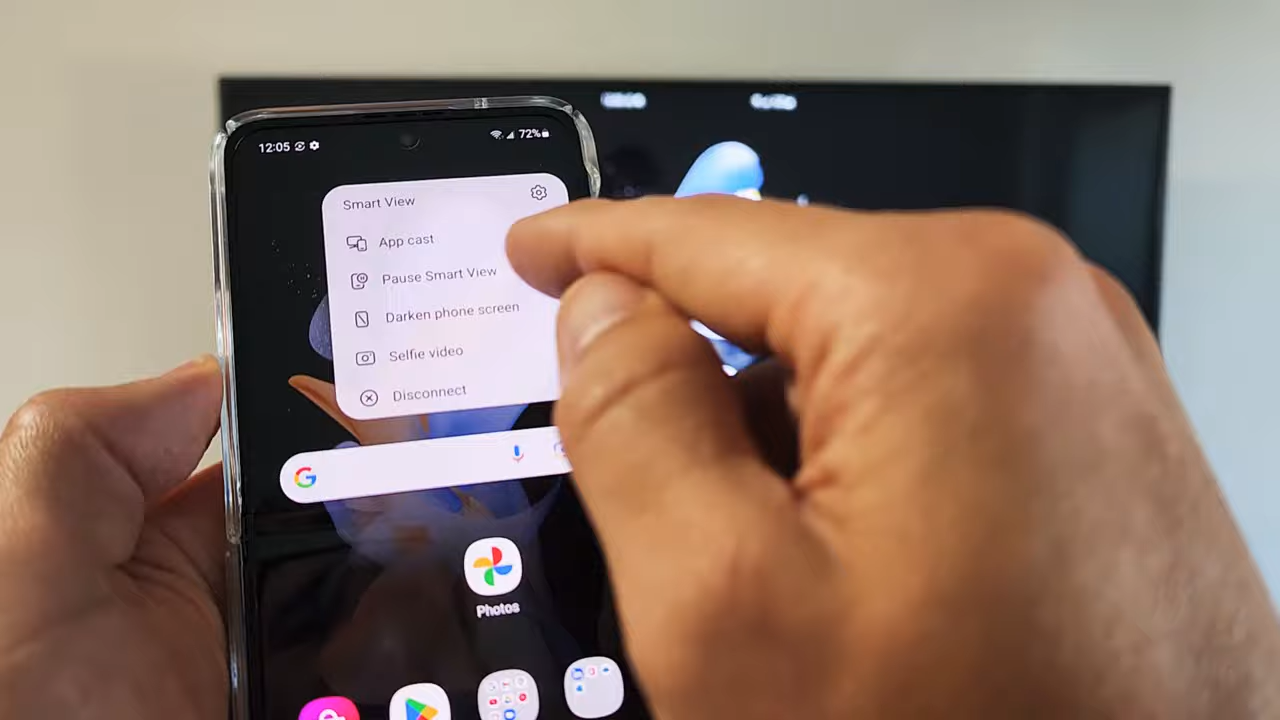 12:05
72%
Smart View
App cast
Pause Smart View
Darken phone screen
Selfie video
Disconnect
G
Photos